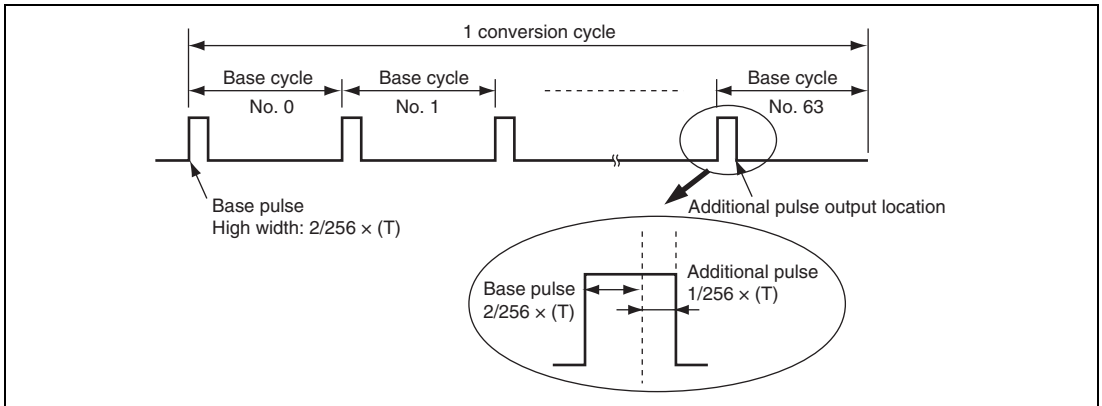 1 conversion cycle
Base cycle
No. 0
Base cycle
No. 1
Base cycle
No. 63
Base pulse
High width: 2/256 × (T)
Additional pulse output location
Base pulse
2/256 × (T)
Additional pulse
1/256 × (T)